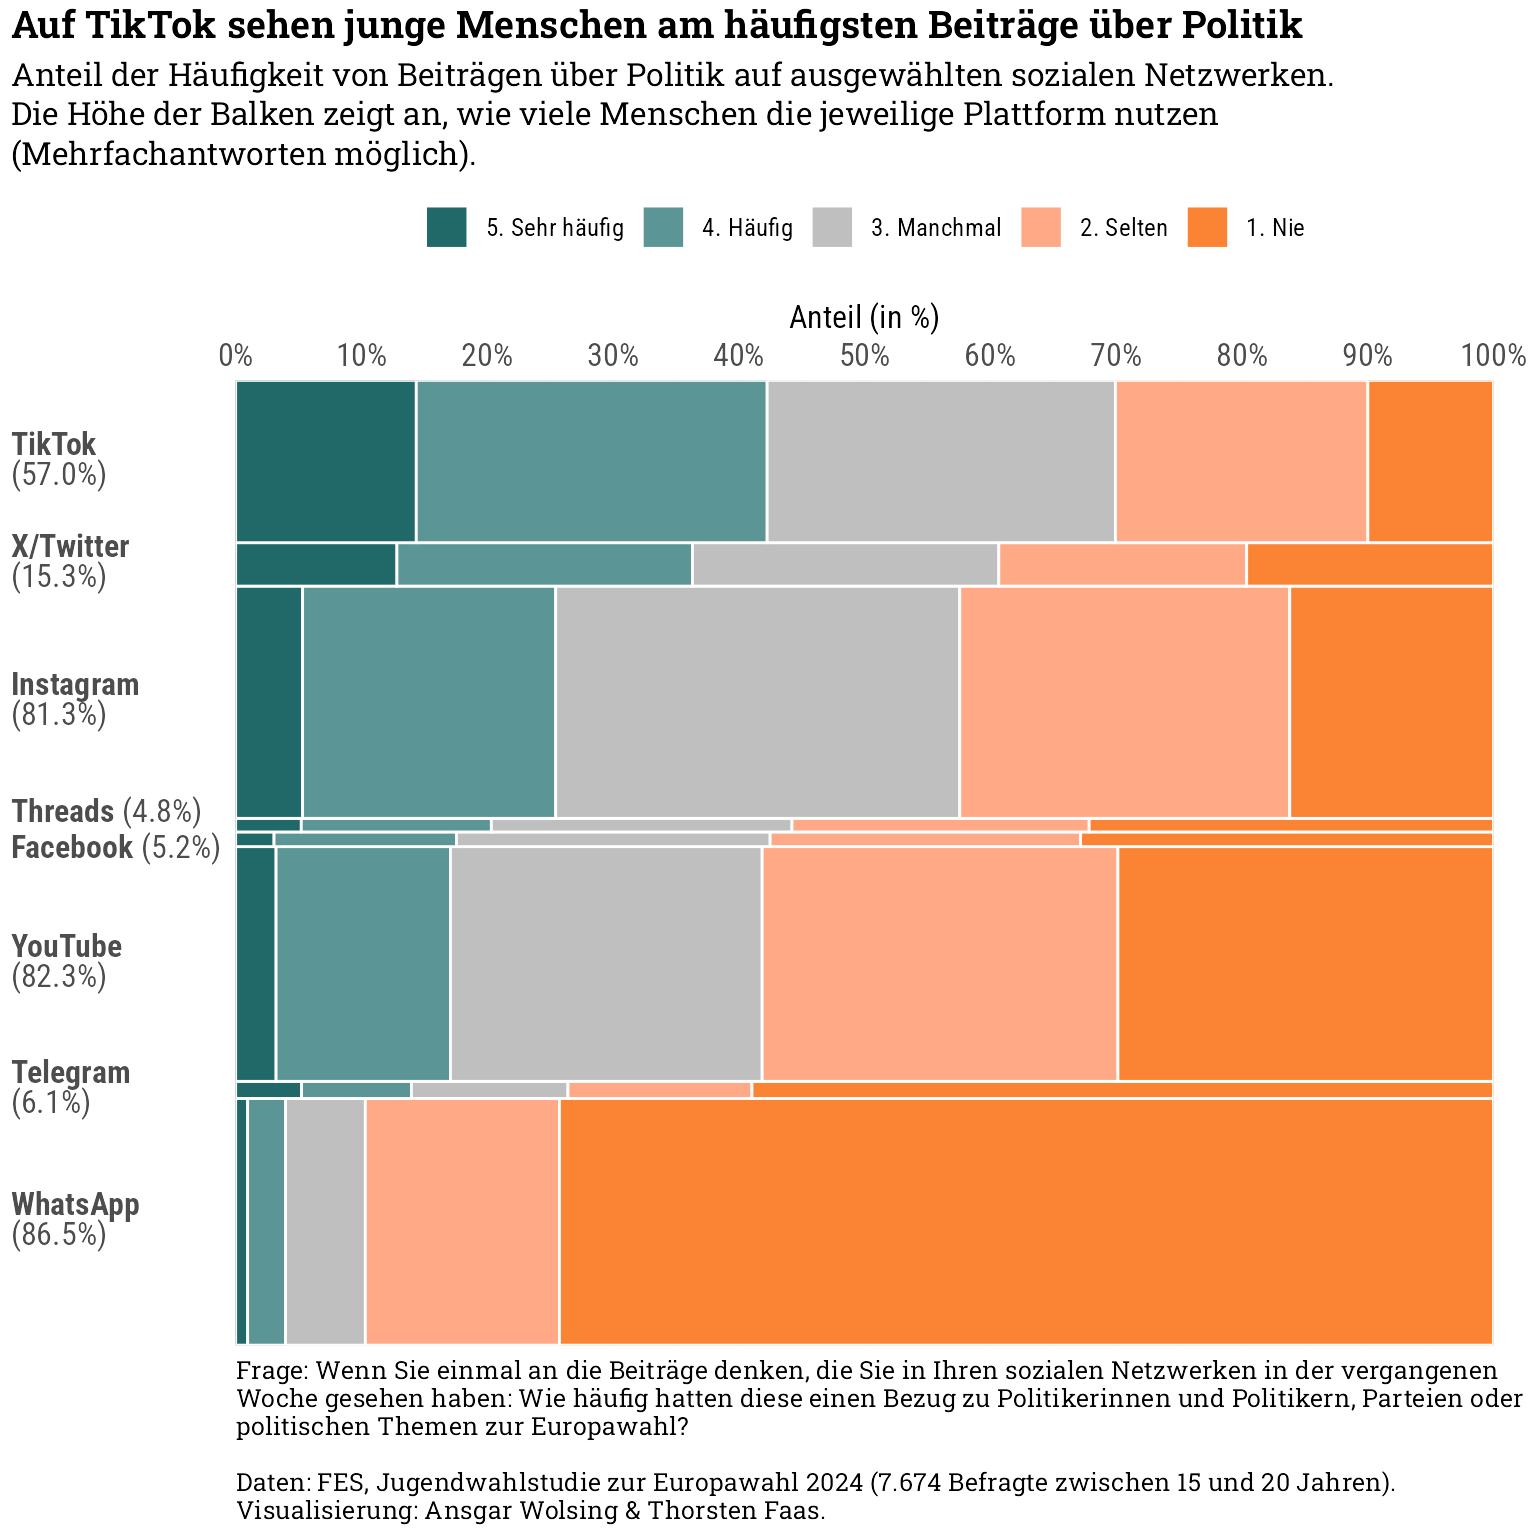 Auf TikTok sehen junge Menschen am häufigsten Beiträge über Politik
Anteil der Häufigkeit von Beiträgen über Politik auf ausgewählten sozialen Netzwerken.
Die Höhe der Balken zeigt an, wie viele Menschen die jeweilige Plattform nutzen
(Mehrfachantworten möglich).
5. Sehr häufig 4. Häufig 3. Manchmal 2. Selten 1. Nie
Anteil (in %)
0% 10% 20% 30% 40% 50% 60% 70% 80% 90% 100%
TikTok
(57.0%)
X/Twitter
(15.3%)
Instagram
(81.3%)
Threads (4.8%)
Facebook (5.2%)
YouTube
(82.3%)
Telegram
(6.1%)
WhatsApp
(86.5%)
Frage: Wenn Sie einmal an die Beiträge denken, die Sie in Ihren sozialen Netzwerken in der vergangenen
Woche gesehen haben: Wie häufig hatten diese einen Bezug zu Politikerinnen und Politikern, Parteien oder
politischen Themen zur Europawahl?
Daten: FES, Jugendwahlstudie zur Europawahl 2024 (7.674 Befragte zwischen 15 und 20 Jahren).
Visualisierung: Ansgar Wolsing & Thorsten Faas.